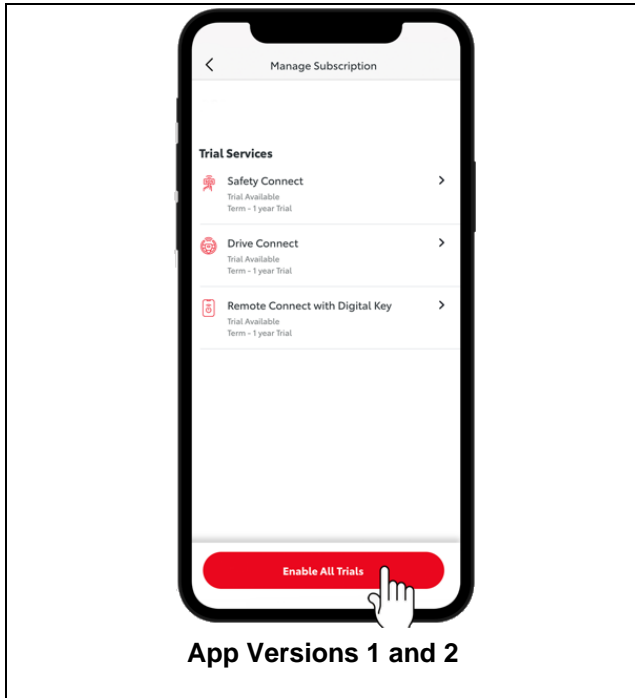 Manage Subscription
Trial Services
Safety Connect
Trial Available
Term - 1 year Trial
Drive Connect
Trial Available
Term - 1 year Trial
Remote Connect with Digital Key
Trial Available
Term - 1 year Trial
Enable All Trials
App Versions 1 and 2